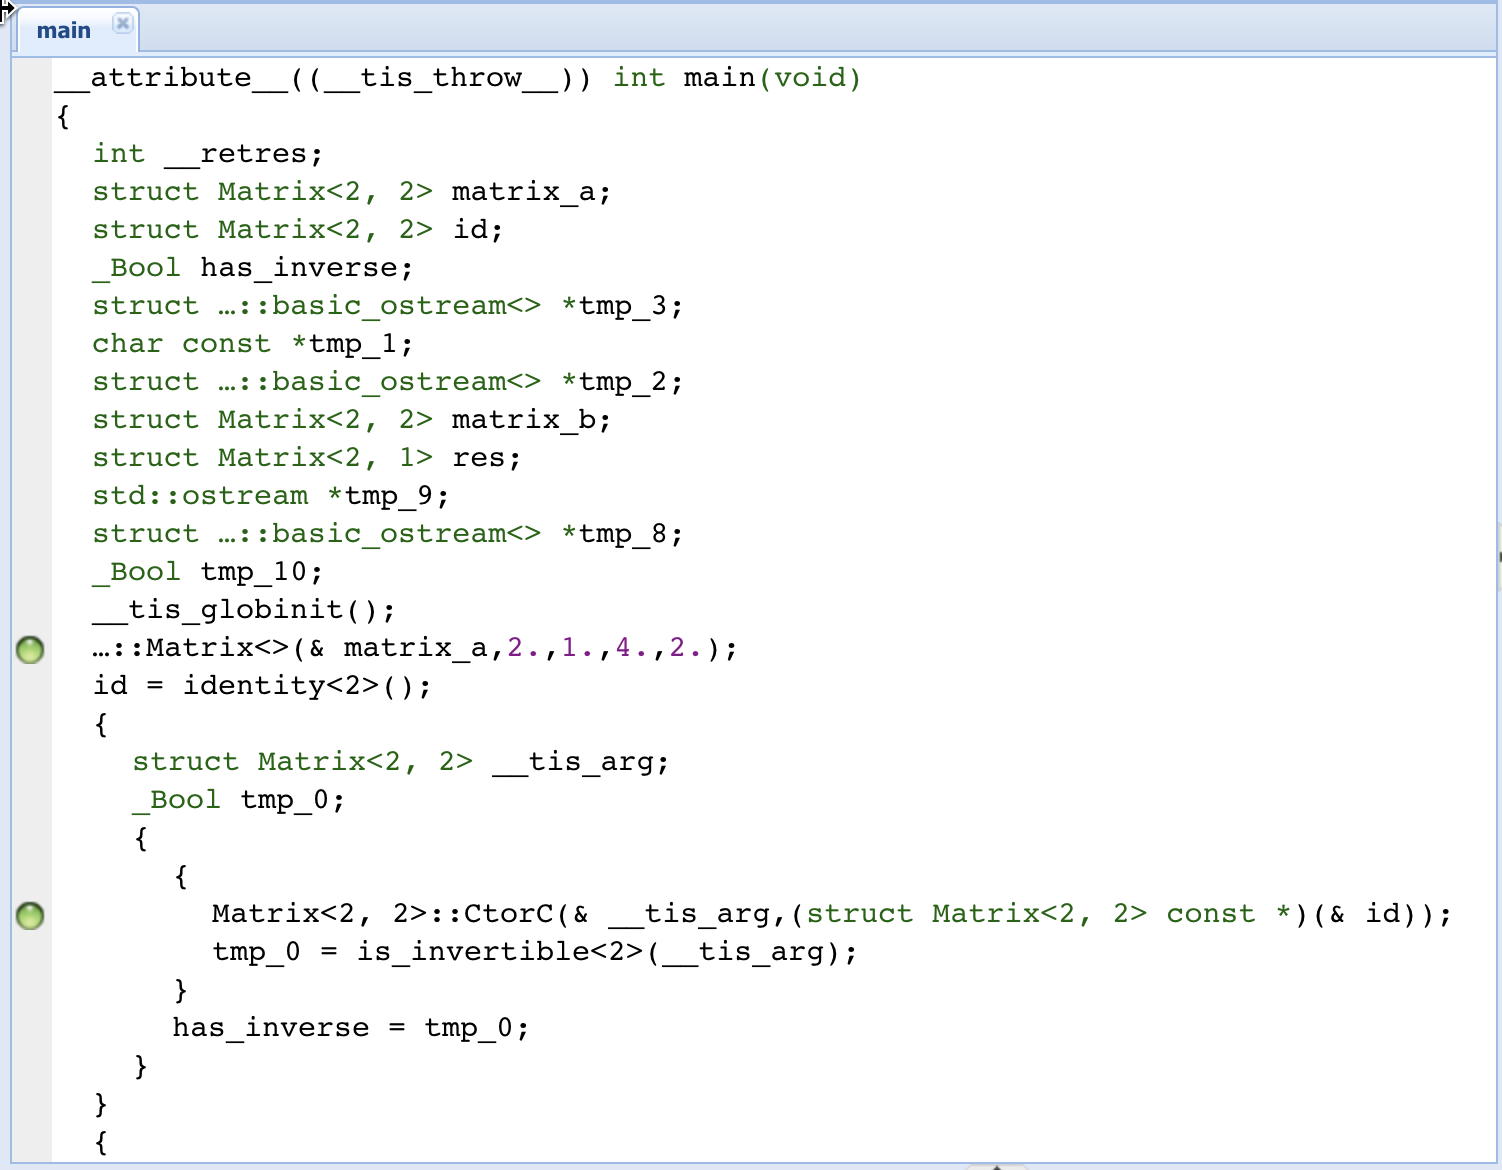 main
__attribute__((__tis_throw__)) int main(void)
{
  int __retres;
  struct Matrix<2, 2> matrix_a;
  struct Matrix<2, 2> id;
  _Bool has_inverse;
  struct …::basic_ostream<> *tmp_3;
  char const *tmp_1;
  struct …::basic_ostream<> *tmp_2;
  struct Matrix<2, 2> matrix_b;
  struct Matrix<2, 1> res;
  std::ostream *tmp_9;
  struct …::basic_ostream<> *tmp_8;
  _Bool tmp_10;
  __tis_globinit();
  …::Matrix<>(& matrix_a,2.,1.,4.,2.);
  id = identity<2>();
  {
    struct Matrix<2, 2> __tis_arg;
    _Bool tmp_0;
    {
      {
        Matrix<2, 2>::CtorC(& __tis_arg,(struct Matrix<2, 2> const *)(& id));
        tmp_0 = is_invertible<2>(__tis_arg);
      }
      has_inverse = tmp_0;
    }
  }
  {